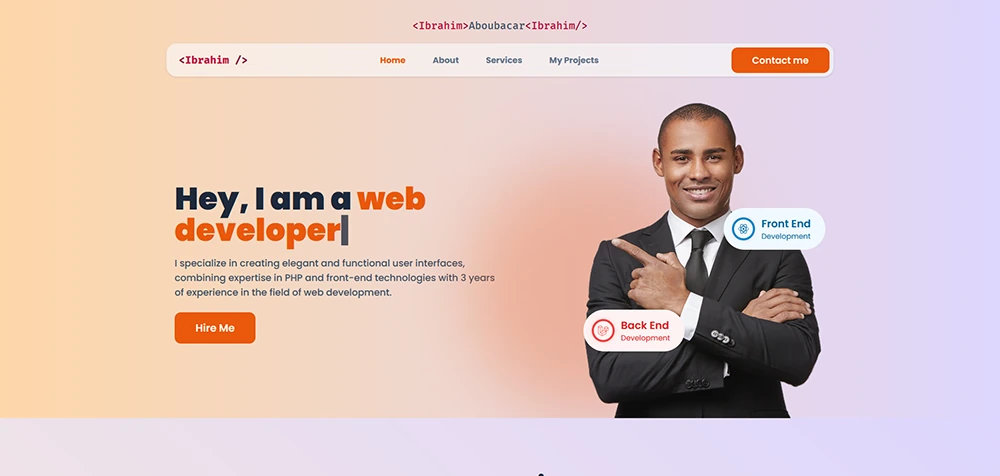 <Ibrahim>Aboubacar<Ibrahim/>
<Ibrahim />
Home
About
Services
My Projects
Contact me
Hey, I am a web
developer
I specialize in creating elegant and functional user interfaces,
combining expertise in PHP and front-end technologies with 3 years
of experience in the field of web development.
Hire Me
Front End
Development
Back End
Development